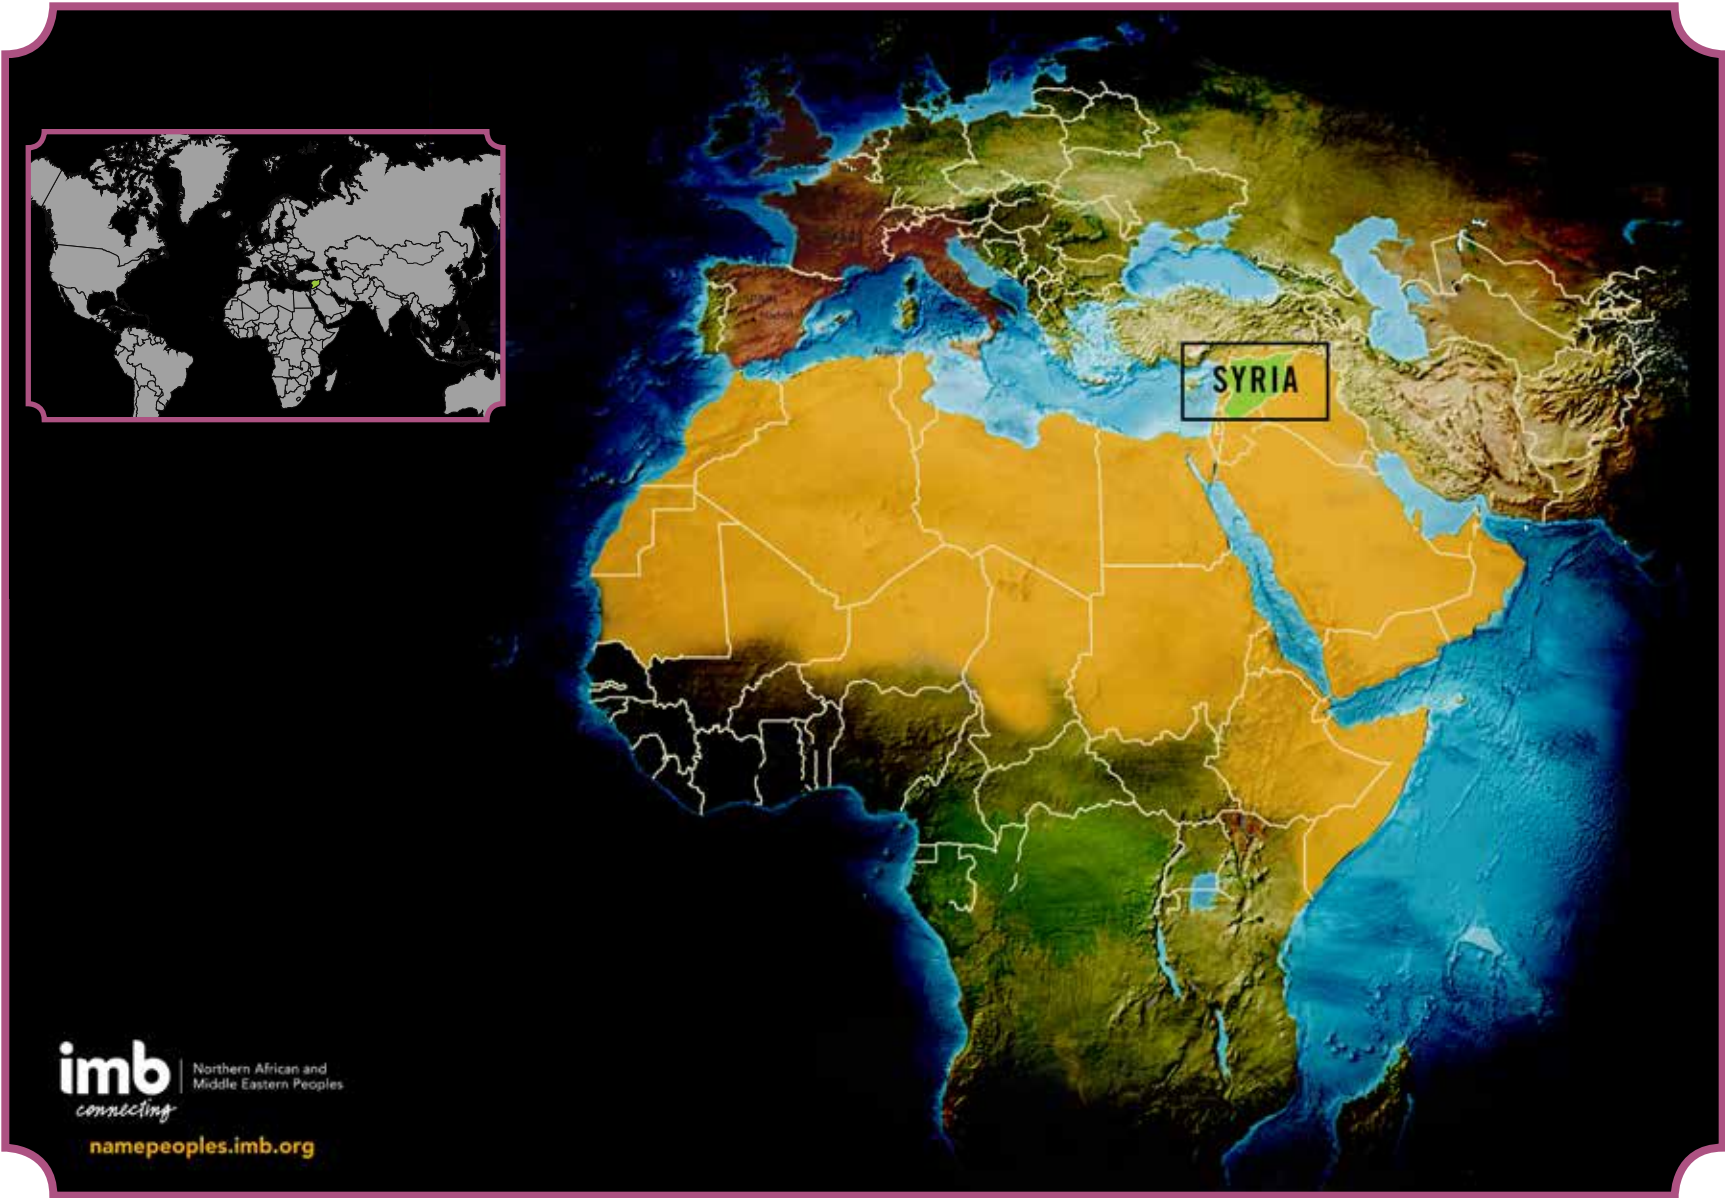 SYRIA
imb
connecting
Northern African and
Middle Eastern Peoples
namepeoples.imb.org